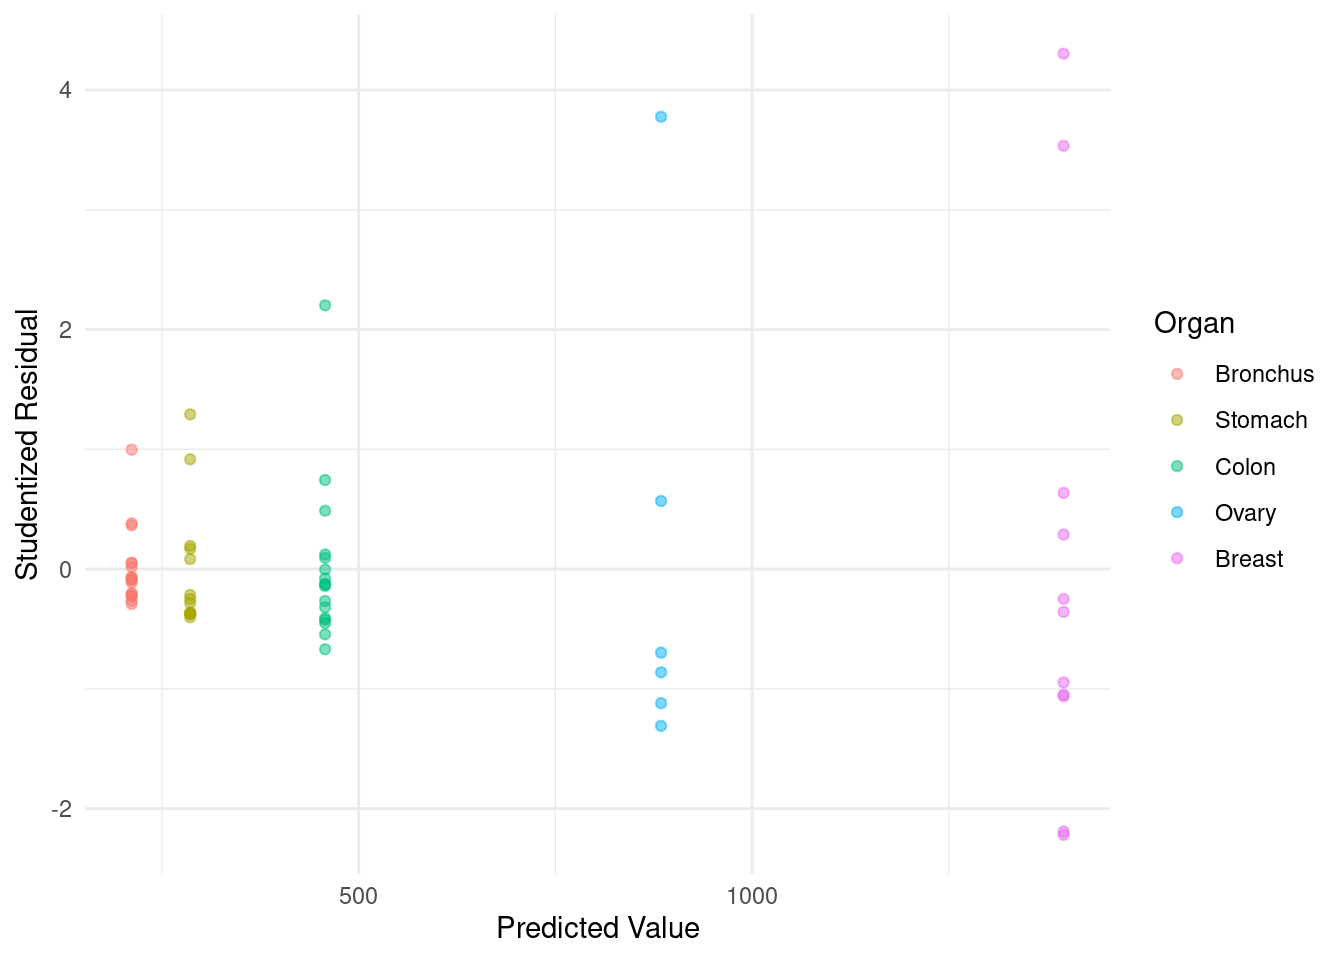 4
2
0
-2
Studentized Residual
500
1000
Predicted Value
Organ
Bronchus
Stomach
Colon
Ovary
Breast